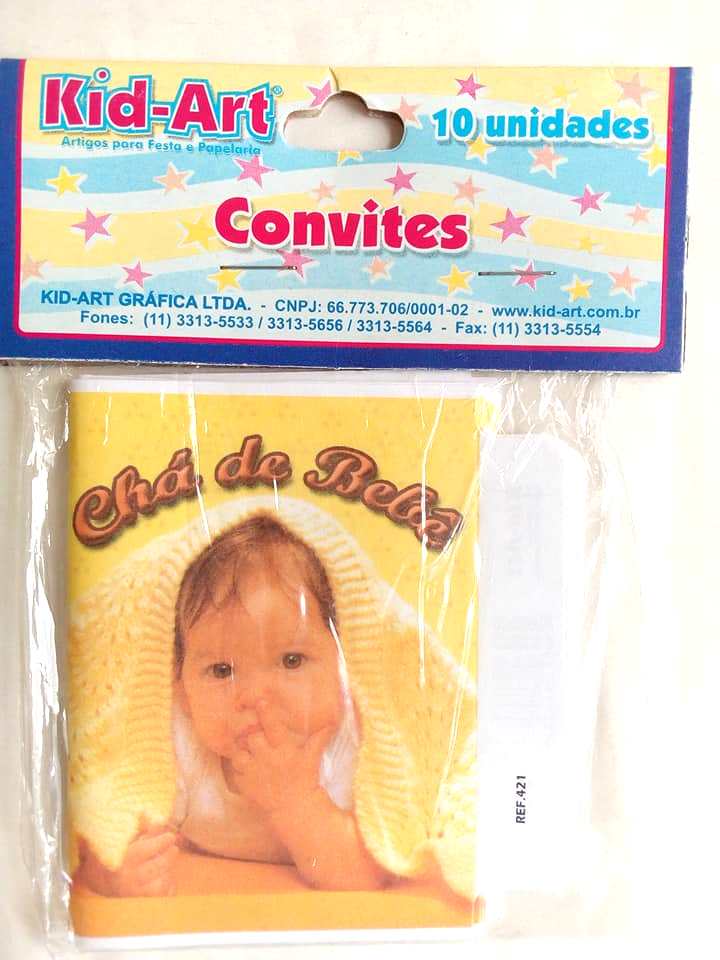 Kid-Art®
10 unidades
Artigos para Festa e Papelaria
Convites
KID-ART GRÁFICA LTDA. - CNPJ: 66.773.706/0001-02 - www.kid-art.com.br
Fones: (11) 3313-5533 / 3313-5656 / 3313-5564 - Fax: (11) 3313-5554
Chá de Bebê
REF.421